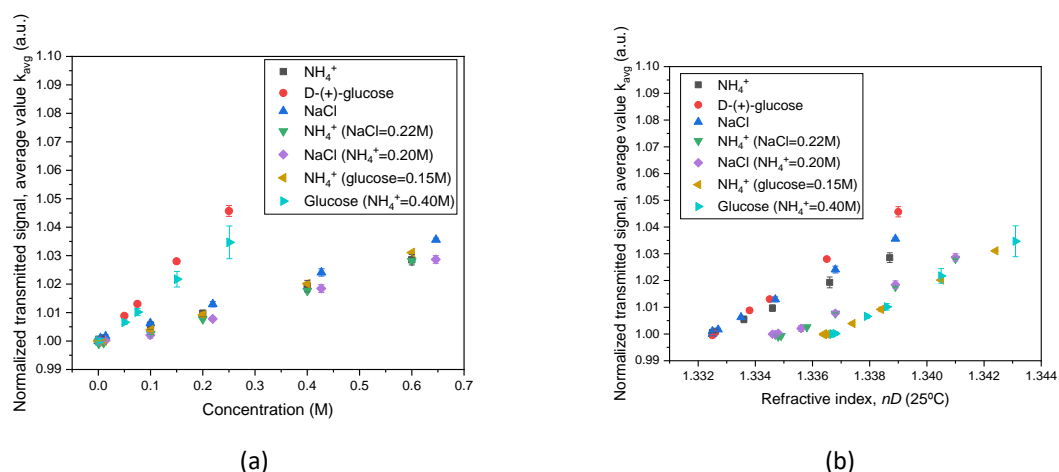 Normalized transmitted signal, average value k_avg (a.u.)
1.10
1.09
1.08
1.07
1.06
1.05
1.04
1.03
1.02
1.01
1.00
0.99
NH₄⁺
D-(+)-glucose
NaCl
NH₄⁺ (NaCl=0.22M)
NaCl (NH₄⁺=0.20M)
NH₄⁺ (glucose=0.15M)
Glucose (NH₄⁺=0.40M)
0.0 0.1 0.2 0.3 0.4 0.5 0.6 0.7
Concentration (M)
(a)
Normalized transmitted signal, average value k_avg (a.u.)
1.10
1.09
1.08
1.07
1.06
1.05
1.04
1.03
1.02
1.01
1.00
0.99
NH₄⁺
D-(+)-glucose
NaCl
NH₄⁺ (NaCl=0.22M)
NaCl (NH₄⁺=0.20M)
NH₄⁺ (glucose=0.15M)
Glucose (NH₄⁺=0.40M)
1.332 1.334 1.336 1.338 1.340 1.342 1.344
Refractive index, nD (25ºC)
(b)